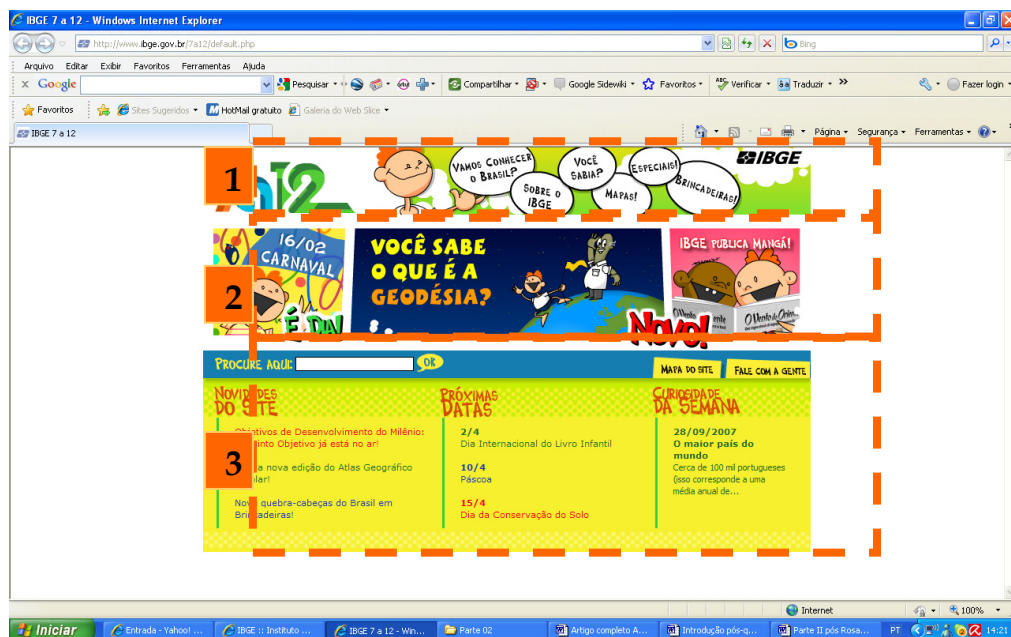 IBGE 7 a 12 - Windows Internet Explorer
http://www.ibge.gov.br/7a12/default.php
Bing
Arquivo Editar Exibir Favoritos Ferramentas Ajuda
x Google Pesquisar Compartilhar Google Sidewiki Favoritos Verificar Traduzir » Fazer login
Favoritos Sites Sugeridos HotMail gratuito Galeria do Web Slice
IBGE 7 a 12 Página Segurança Ferramentas
1
12
VAMOS CONHECER O BRASIL?
SOBRE O IBGE
VOCÊ SABIA?
MAPAS!
ESPECIAIS!
BRINCADEIRAS!
IBGE
2
16/02
CARNAVAL
É DIA!
VOCÊ SABE
O QUE É A
GEODÉSIA?
NOVO!
IBGE PUBLICA MANGÁ!
PROCURE AQUI: OK MAPA DO SITE FALE COM A GENTE
3
NOVIDADES
DO SITE
Objetivos de Desenvolvimento do Milênio:
Objetivo já está no ar!
nova edição do Atlas Geográfico
quebra-cabeças do Brasil em
Brincadeiras!
PRÓXIMAS
DATAS
2/4
Dia Internacional do Livro Infantil
10/4
Páscoa
15/4
Dia da Conservação do Solo
CURIOSIDADE
DA SEMANA
28/09/2007
O maior país do
mundo
Cerca de 100 mil portugueses
(isso corresponde a uma
média anual de...
Internet 100%
Iniciar Entrada - Yahoo! ... IBGE :: Instituto ... IBGE 7 a 12 - Win... Parte 02 Artigo completo A... Introdução pós-q... Parte II pós Rosa... PT 14:21